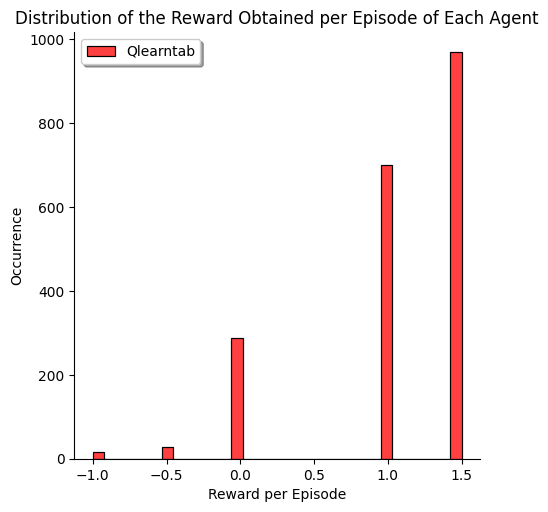 Distribution of the Reward Obtained per Episode of Each Agent
Qlearntab
1000
800
600
400
200
0
Occurrence
−1.0 −0.5 0.0 0.5 1.0 1.5
Reward per Episode